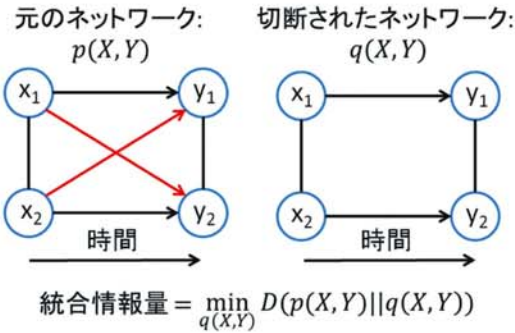 元のネットワーク: 切断されたネットワーク:
p(X,Y) q(X,Y)
x₁ y₁ x₁ y₁
x₂ y₂ x₂ y₂
時間 時間
統合情報量 = min D(p(X,Y)||q(X,Y))
q(X,Y)